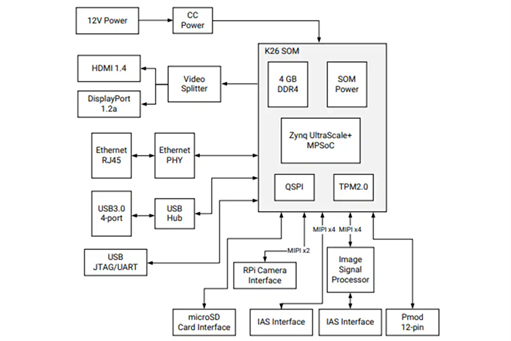 12V Power
CC
Power
K26 SOM
HDMI 1.4
DisplayPort
1.2a
Video
Splitter
4 GB
DDR4
SOM
Power
Zynq UltraScale+
MPSoC
Ethernet
RJ45
Ethernet
PHY
QSPI
TPM2.0
USB3.0
4-port
USB
Hub
USB
JTAG/UART
MIPI x2
MIPI x4
MIPI x4
RPi Camera
Interface
Image
Signal
Processor
microSD
Card Interface
IAS Interface
IAS Interface
Pmod
12-pin